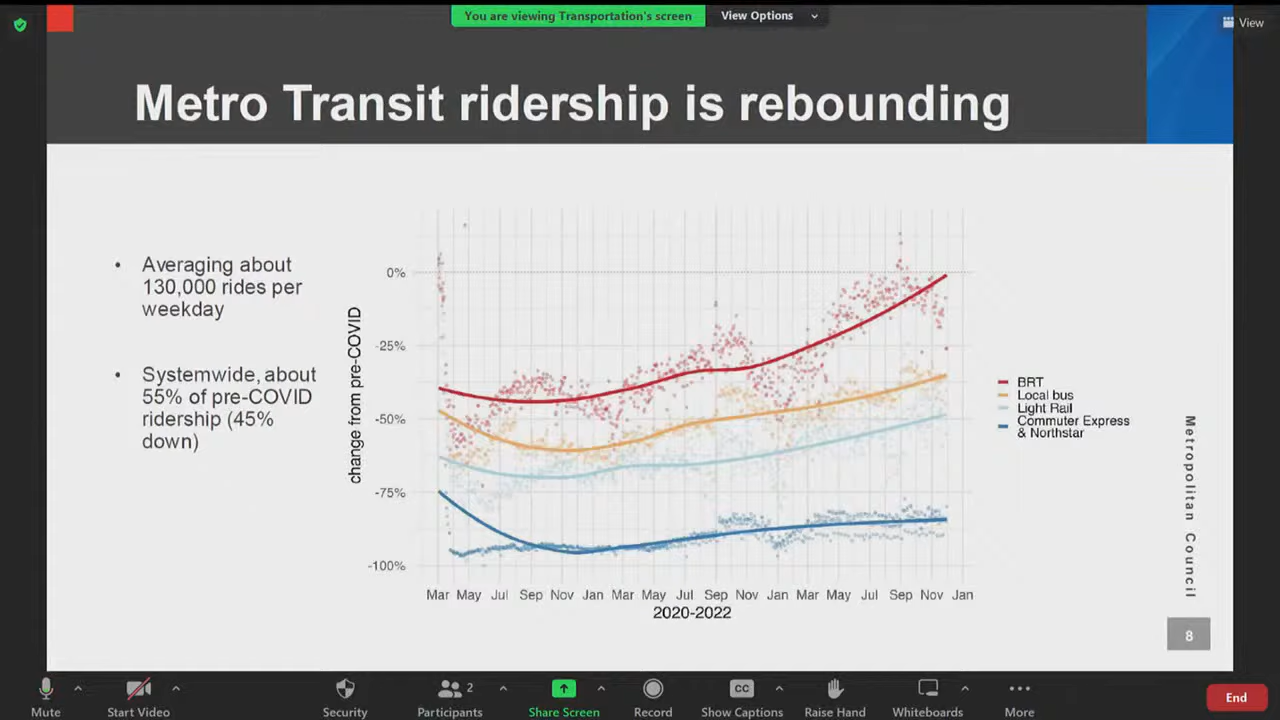 You are viewing Transportation's screen
View Options
View
Metro Transit ridership is rebounding
• Averaging about
130,000 rides per
weekday
• Systemwide, about
55% of pre-COVID
ridership (45%
down)
change from pre-COVID
0%
-25%
-50%
-75%
-100%
Mar May Jul Sep Nov Jan Mar May Jul Sep Nov Jan Mar May Jul Sep Nov Jan
2020-2022
BRT
Local bus
Light Rail
Commuter Express
& Northstar
Metropolitan Council
8
Mute
Start Video
Security
2
Participants
Share Screen
Record
CC
Show Captions
Raise Hand
Whiteboards
More
End